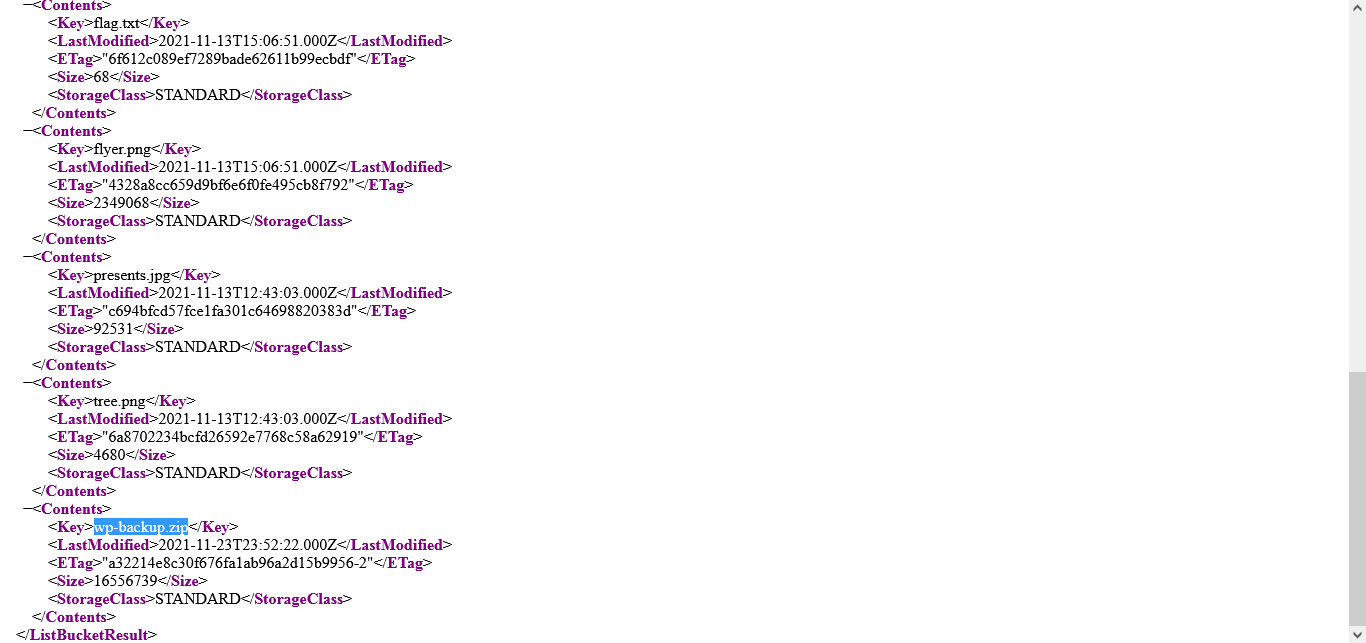 −<Contents>
<Key>flag.txt</Key>
<LastModified>2021-11-13T15:06:51.000Z</LastModified>
<ETag>"6f612c089ef7289bade62611b99ecbdf"</ETag>
<Size>68</Size>
<StorageClass>STANDARD</StorageClass>
</Contents>
−<Contents>
<Key>flyer.png</Key>
<LastModified>2021-11-13T15:06:51.000Z</LastModified>
<ETag>"4328a8cc659d9bf6e6f0fe495cb8f792"</ETag>
<Size>2349068</Size>
<StorageClass>STANDARD</StorageClass>
</Contents>
−<Contents>
<Key>presents.jpg</Key>
<LastModified>2021-11-13T12:43:03.000Z</LastModified>
<ETag>"c694bfcd57fce1fa301c64698820383d"</ETag>
<Size>92531</Size>
<StorageClass>STANDARD</StorageClass>
</Contents>
−<Contents>
<Key>tree.png</Key>
<LastModified>2021-11-13T12:43:03.000Z</LastModified>
<ETag>"6a8702234bcfd26592e7768c58a62919"</ETag>
<Size>4680</Size>
<StorageClass>STANDARD</StorageClass>
</Contents>
−<Contents>
<Key>wp-backup.zip</Key>
<LastModified>2021-11-23T23:52:22.000Z</LastModified>
<ETag>"a32214e8c30f676fa1ab96a2d15b9956-2"</ETag>
<Size>16556739</Size>
<StorageClass>STANDARD</StorageClass>
</Contents>
</ListBucketResult>